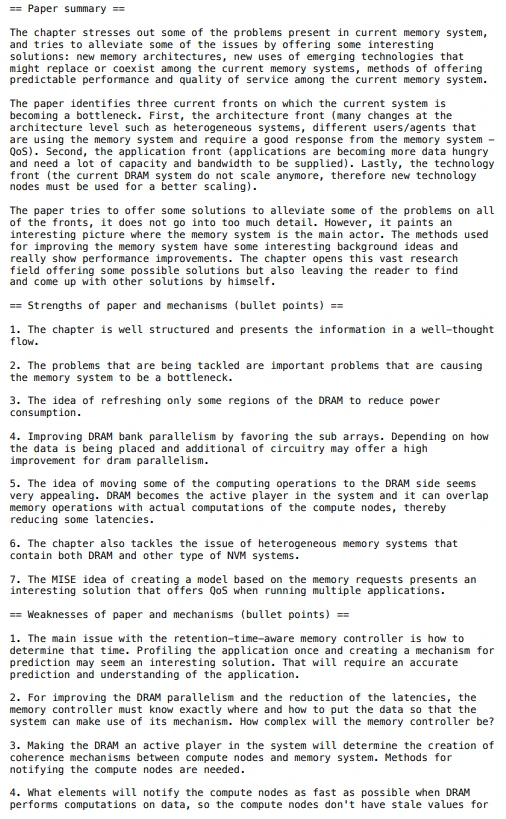 == Paper summary ==
The chapter stresses out some of the problems present in current memory system,
and tries to alleviate some of the issues by offering some interesting
solutions: new memory architectures, new uses of emerging technologies that
might replace or coexist among the current memory systems, methods of offering
predictable performance and quality of service among the current memory system.
The paper identifies three current fronts on which the current system is
becoming a bottleneck. First, the architecture front (many changes at the
architecture level such as heterogeneous systems, different users/agents that
are using the memory system and require a good response from the memory system -
QoS). Second, the application front (applications are becoming more data hungry
and need a lot of capacity and bandwidth to be supplied). Lastly, the technology
front (the current DRAM system do not scale anymore, therefore new technology
nodes must be used for a better scaling).
The paper tries to offer some solutions to alleviate some of the problems on all
of the fronts, it does not go into too much detail. However, it paints an
interesting picture where the memory system is the main actor. The methods used
for improving the memory system have some interesting background ideas and
really show performance improvements. The chapter opens this vast research
field offering some possible solutions but also leaving the reader to find
and come up with other solutions by himself.
== Strengths of paper and mechanisms (bullet points) ==
1. The chapter is well structured and presents the information in a well-thought
flow.
2. The problems that are being tackled are important problems that are causing
the memory system to be a bottleneck.
3. The idea of refreshing only some regions of the DRAM to reduce power
consumption.
4. Improving DRAM bank parallelism by favoring the sub arrays. Depending on how
the data is being placed and additional of circuitry may offer a high
improvement for dram parallelism.
5. The idea of moving some of the computing operations to the DRAM side seems
very appealing. DRAM becomes the active player in the system and it can overlap
memory operations with actual computations of the compute nodes, thereby
reducing some latencies.
6. The chapter also tackles the issue of heterogeneous memory systems that
contain both DRAM and other type of NVM systems.
7. The MISE idea of creating a model based on the memory requests presents an
interesting solution that offers QoS when running multiple applications.
== Weaknesses of paper and mechanisms (bullet points) ==
1. The main issue with the retention-time-aware memory controller is how to
determine that time. Profiling the application once and creating a mechanism for
prediction may seem an interesting solution. That will require an accurate
prediction and understanding of the application.
2. For improving the DRAM parallelism and the reduction of the latencies, the
memory controller must know exactly where and how to put the data so that the
system can make use of its mechanism. How complex will the memory controller be?
3. Making the DRAM an active player in the system will determine the creation of
coherence mechanisms between compute nodes and memory system. Methods for
notifying the compute nodes are needed.
4. What elements will notify the compute nodes as fast as possible when DRAM
performs computations on data, so the compute nodes don't have stale values for